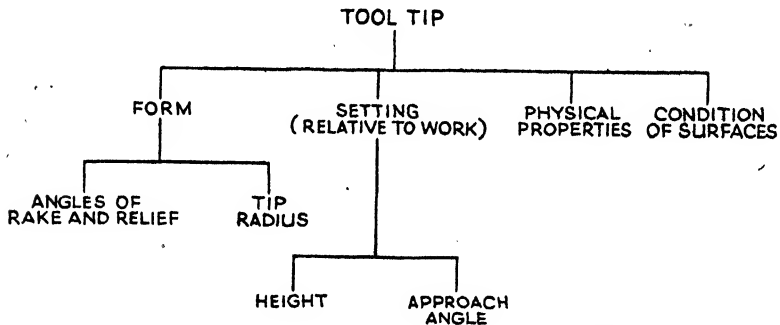 TOOL TIP
FORM
SETTING
(RELATIVE TO WORK)
PHYSICAL
PROPERTIES
CONDITION
OF SURFACES
ANGLES OF
RAKE AND RELIEF
TIP
RADIUS
HEIGHT
APPROACH
ANGLE